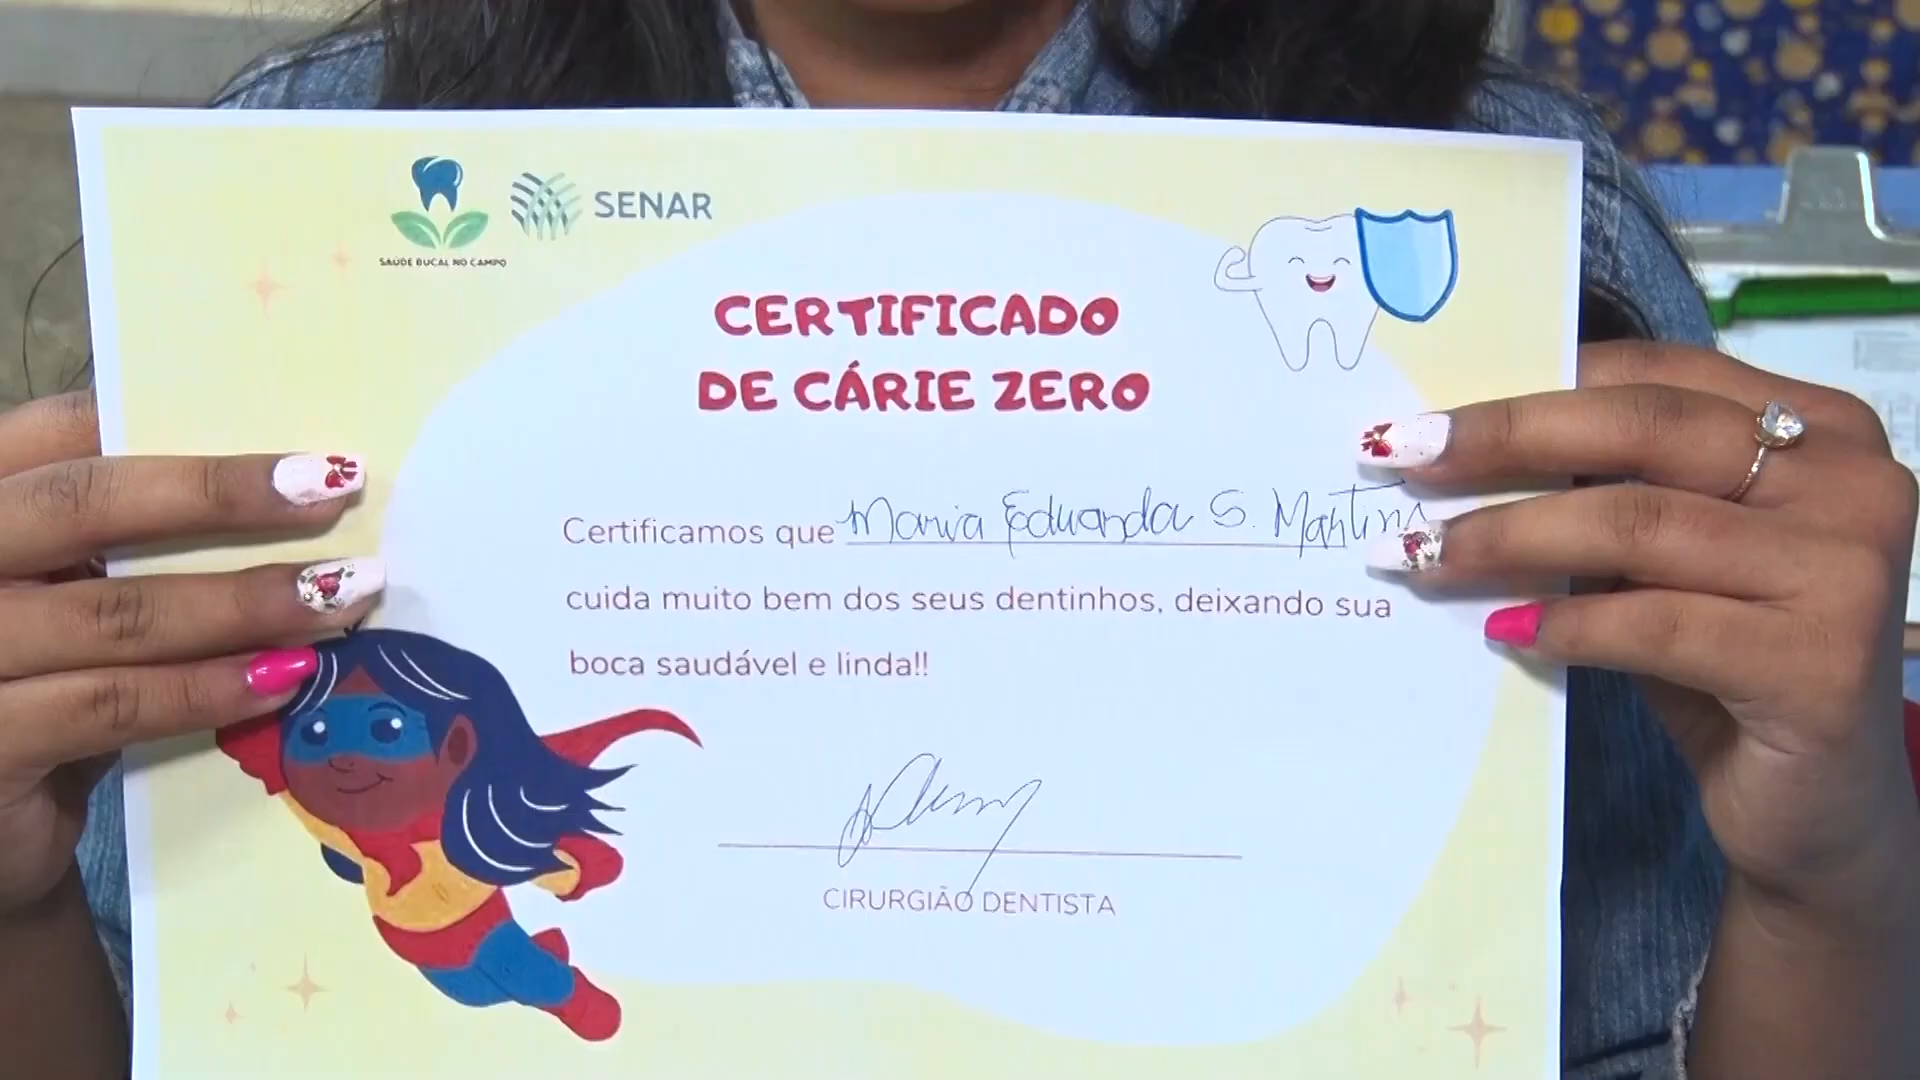 SAÚDE BUCAL NO CAMPO
SENAR
CERTIFICADO
DE CÁRIE ZERO
Certificamos que Maria Eduarda S. Martins
cuida muito bem dos seus dentinhos, deixando sua
boca saudável e linda!!
CIRURGIÃO DENTISTA